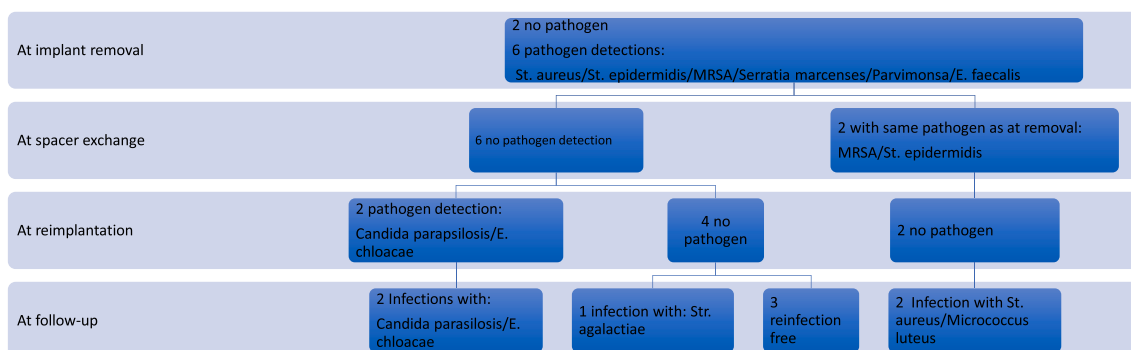 At implant removal
2 no pathogen
6 pathogen detections:
St. aureus/St. epidermidis/MRSA/Serratia marcenses/Parvimonsa/E. faecalis
At spacer exchange
6 no pathogen detection
2 with same pathogen as at removal:
MRSA/St. epidermidis
At reimplantation
2 pathogen detection:
Candida parapsilosis/E.
chloacae
4 no
pathogen
2 no pathogen
At follow-up
2 Infections with:
Candida parasilosis/E.
chloacae
1 infection with: Str.
agalactiae
3
reinfection
free
2 Infection with St.
aureus/Micrococcus
luteus